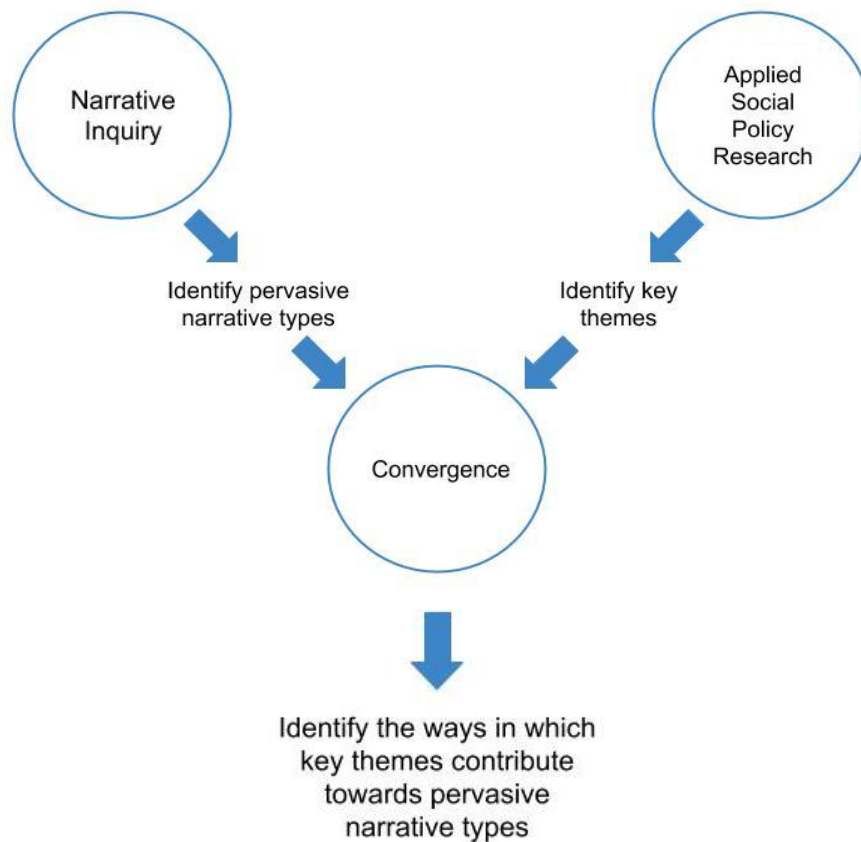 Narrative
Inquiry
Applied
Social
Policy
Research
Identify pervasive
narrative types
Identify key
themes
Convergence
Identify the ways in which
key themes contribute
towards pervasive
narrative types